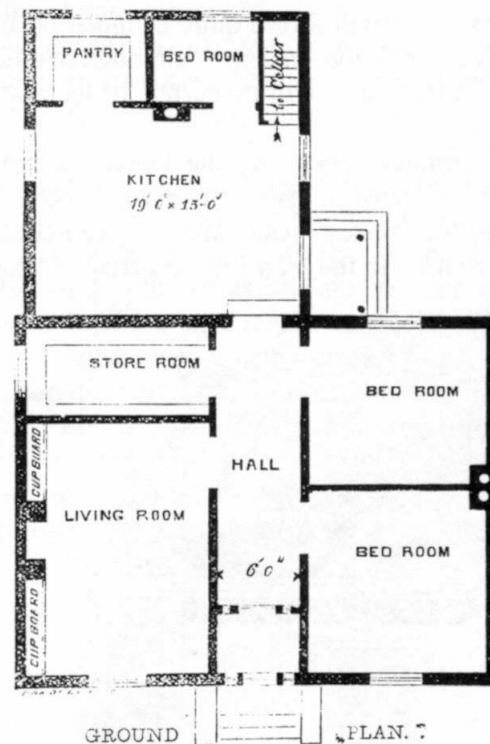 PANTRY
BED ROOM
to Cellar
KITCHEN
19' 0" × 13'-0"
STORE ROOM
BED ROOM
CUPBOARD
HALL
LIVING ROOM
BED ROOM
6' 0"
CUPBOARD
GROUND PLAN.